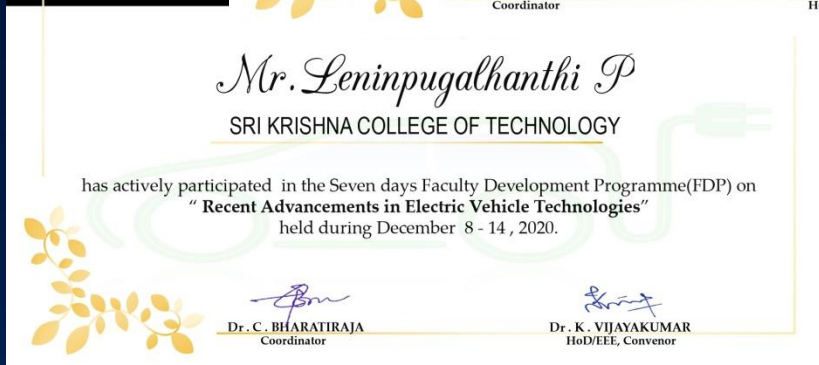 Coordinator H
Mr. Leninpugalhanthi P
SRI KRISHNA COLLEGE OF TECHNOLOGY
has actively participated in the Seven days Faculty Development Programme(FDP) on
“ Recent Advancements in Electric Vehicle Technologies”
held during December 8 - 14 , 2020.
Dr . C . BHARATIRAJA Dr . K . VIJAYAKUMAR
Coordinator HoD/EEE, Convenor